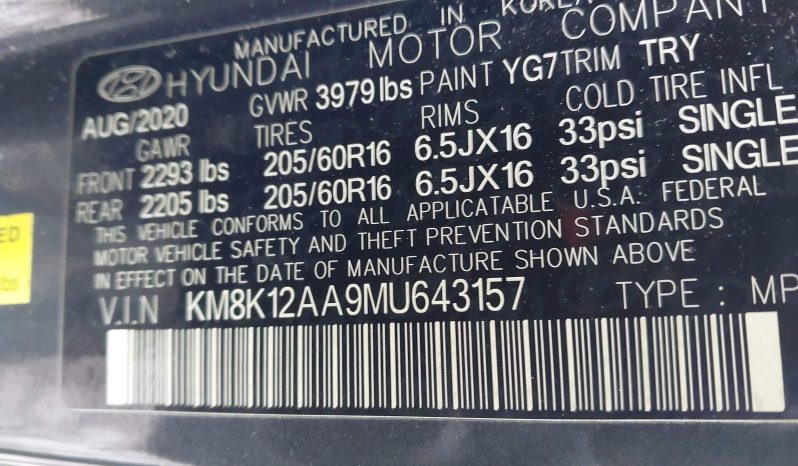 MANUFACTURED IN KOREA
HYUNDAI MOTOR COMPANY
AUG/2020 GVWR 3979lbs PAINT YG7 TRIM TRY
GAWR TIRES RIMS COLD TIRE INFL
FRONT 2293 lbs 205/60R16 6.5JX16 33psi SINGLE
REAR 2205 lbs 205/60R16 6.5JX16 33psi SINGLE
THIS VEHICLE CONFORMS TO ALL APPLICATABLE U.S.A. FEDERAL
MOTOR VEHICLE SAFETY AND THEFT PREVENTION STANDARDS
IN EFFECT ON THE DATE OF MANUFACTURE SHOWN ABOVE
V.I.N KM8K12AA9MU643157 TYPE : MP
ED
lbs